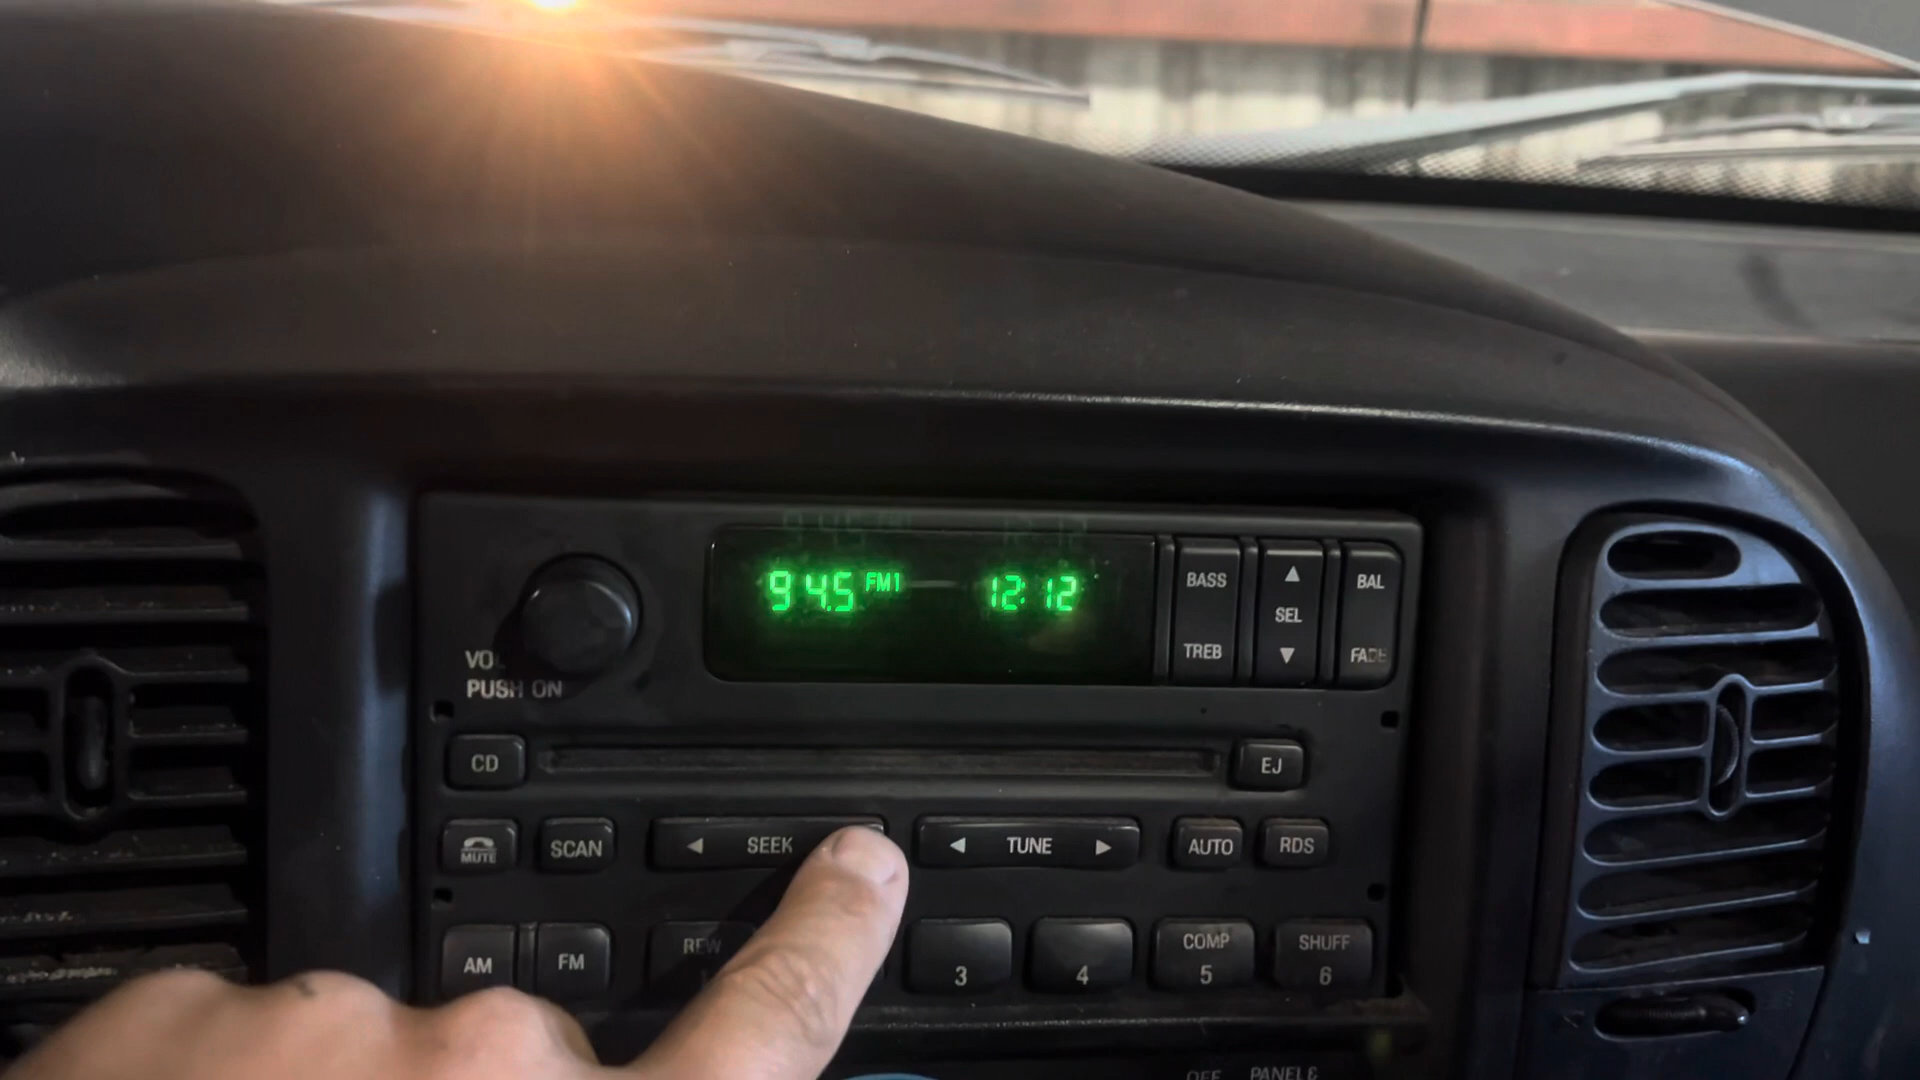 94.5 FM1 12:12
BASS SEL BAL
TREB FADE
VOL
PUSH ON
CD EJ
MUTE SCAN SEEK TUNE AUTO RDS
AM FM REW 3 4 COMP 5 SHUFF 6
OFF PANEL &